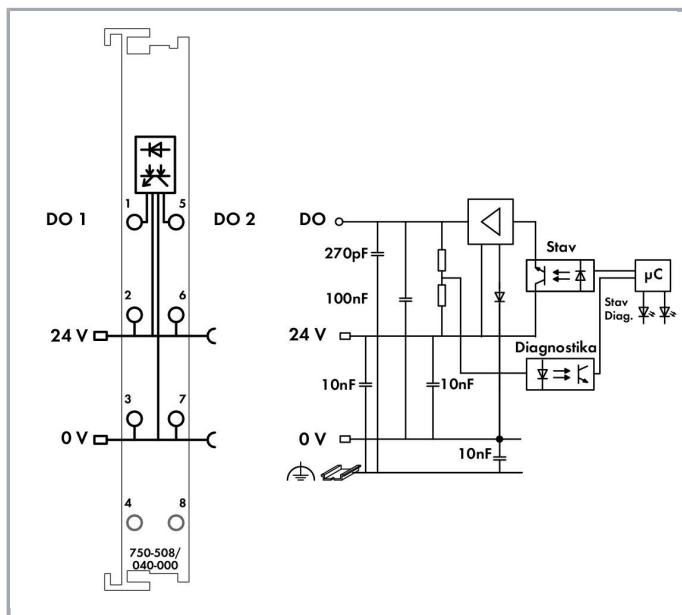 1
5
DO 1
DO 2
2
6
24 V
3
7
0 V
4
8
750-508/
040-000
DO
Stav
270pF
µC
100nF
Stav
Diag.
24 V
Diagnostika
10nF
10nF
0 V
10nF